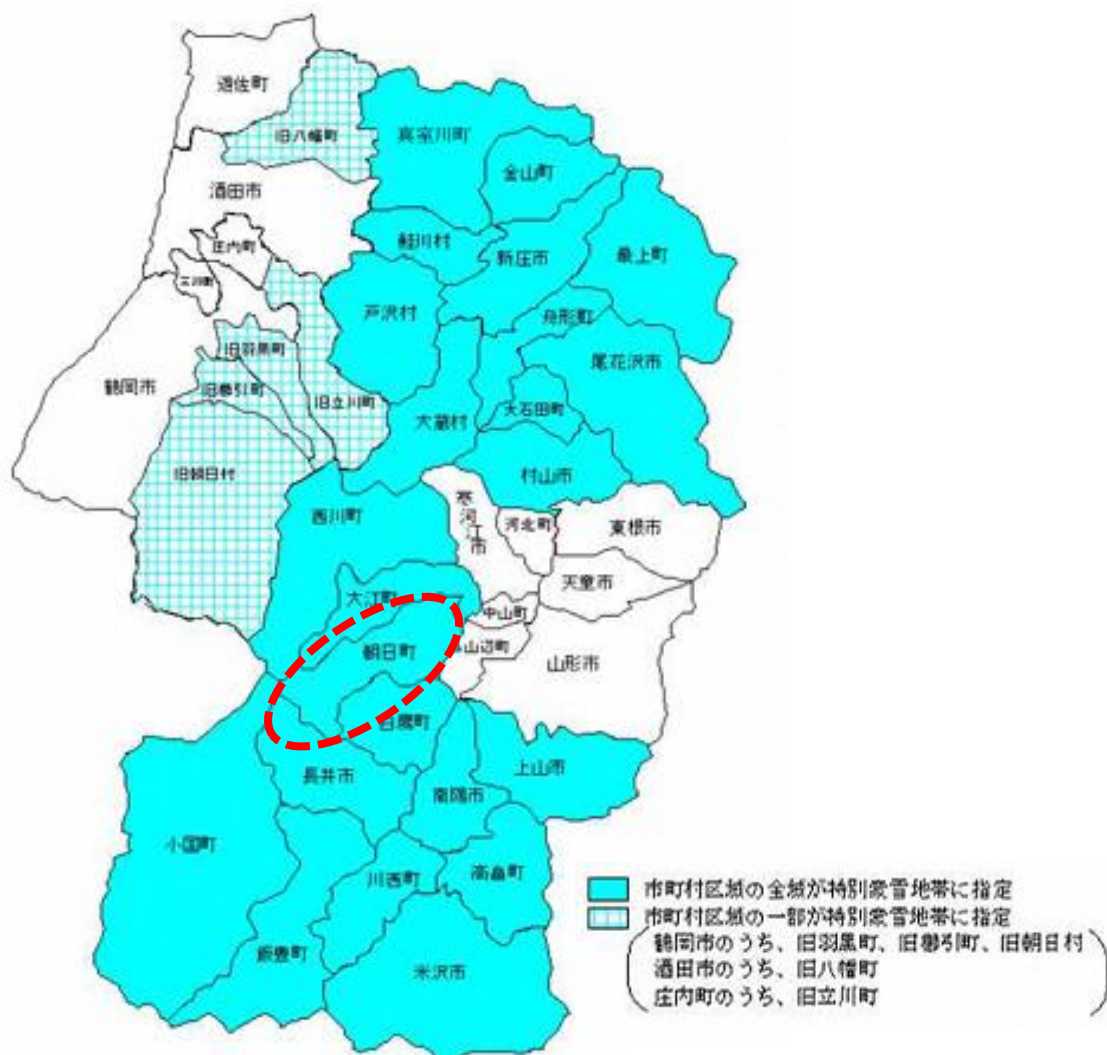 遊佐町
旧八幡町
真室川町
金山町
酒田市
庄内町
鮭川村
新庄市
最上町
三川町
戸沢村
舟形町
旧羽黒町
尾花沢市
鶴岡市
旧櫛引町
旧立川町
大蔵村
大石田町
旧朝日村
村山市
西川町
寒河江市
河北町
東根市
天童市
大江町
中山町
朝日町
山辺町
山形市
白鷹町
長井市
上山市
南陽市
小国町
川西町
高畠町
飯豊町
米沢市
市町村区域の全域が特別豪雪地帯に指定
市町村区域の一部が特別豪雪地帯に指定
鶴岡市のうち、旧羽黒町、旧櫛引町、旧朝日村
酒田市のうち、旧八幡町
庄内町のうち、旧立川町